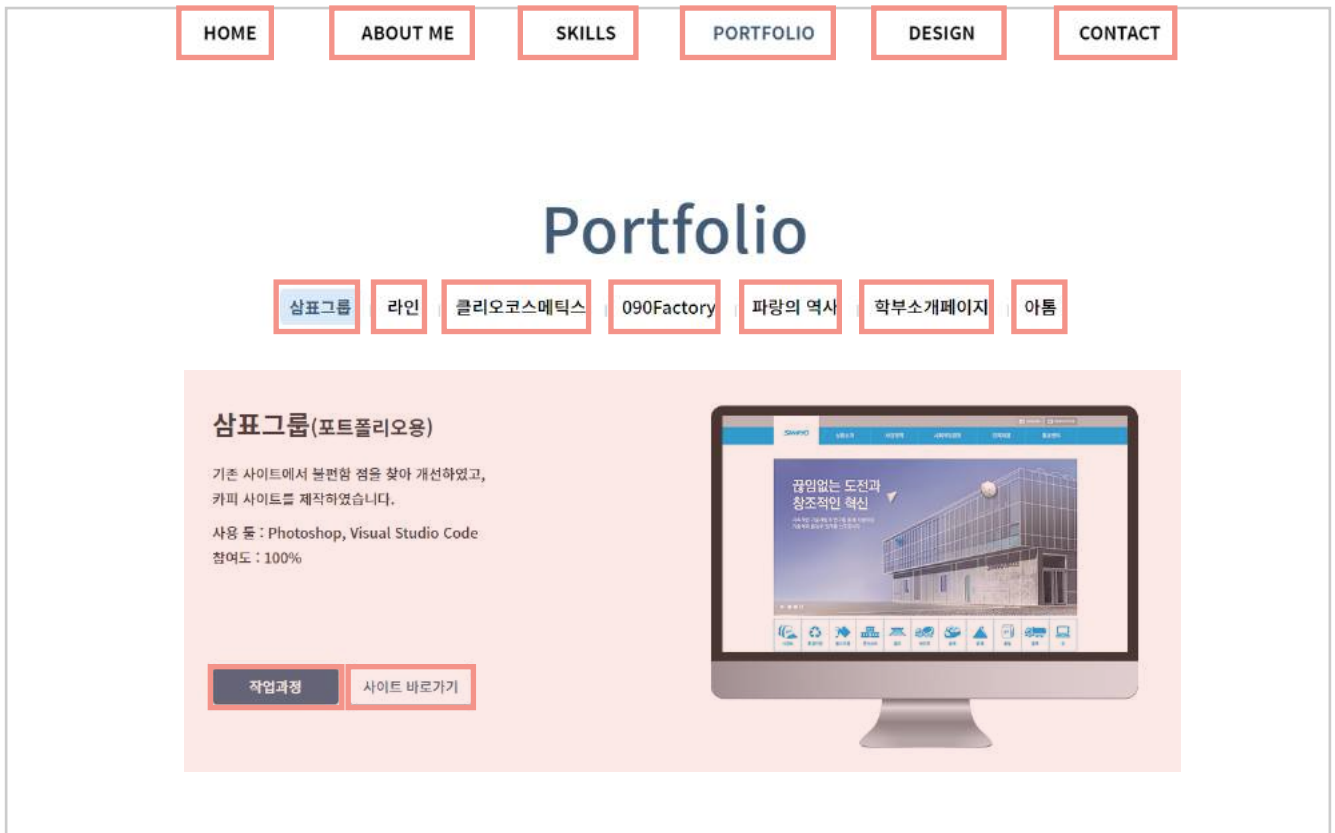 HOME ABOUT ME SKILLS PORTFOLIO DESIGN CONTACT
Portfolio
삼표그룹 | 라인 | 클리오코스메틱스 | 090Factory | 파랑의 역사 | 학부소개페이지 | 아톰
삼표그룹(포트폴리오용)
기존 사이트에서 불편함 점을 찾아 개선하였고,
카피 사이트를 제작하였습니다.
사용 툴 : Photoshop, Visual Studio Code
참여도 : 100%
작업과정 사이트 바로가기
끊임없는 도전과
창조적인 혁신